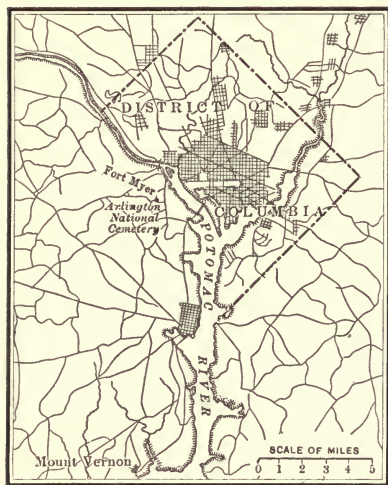 DISTRICT OF
Fort Myer
Arlington
National
Cemetery
COLUMBIA
POTOMAC
RIVER
Mount Vernon
SCALE OF MILES
0 1 2 3 4 5